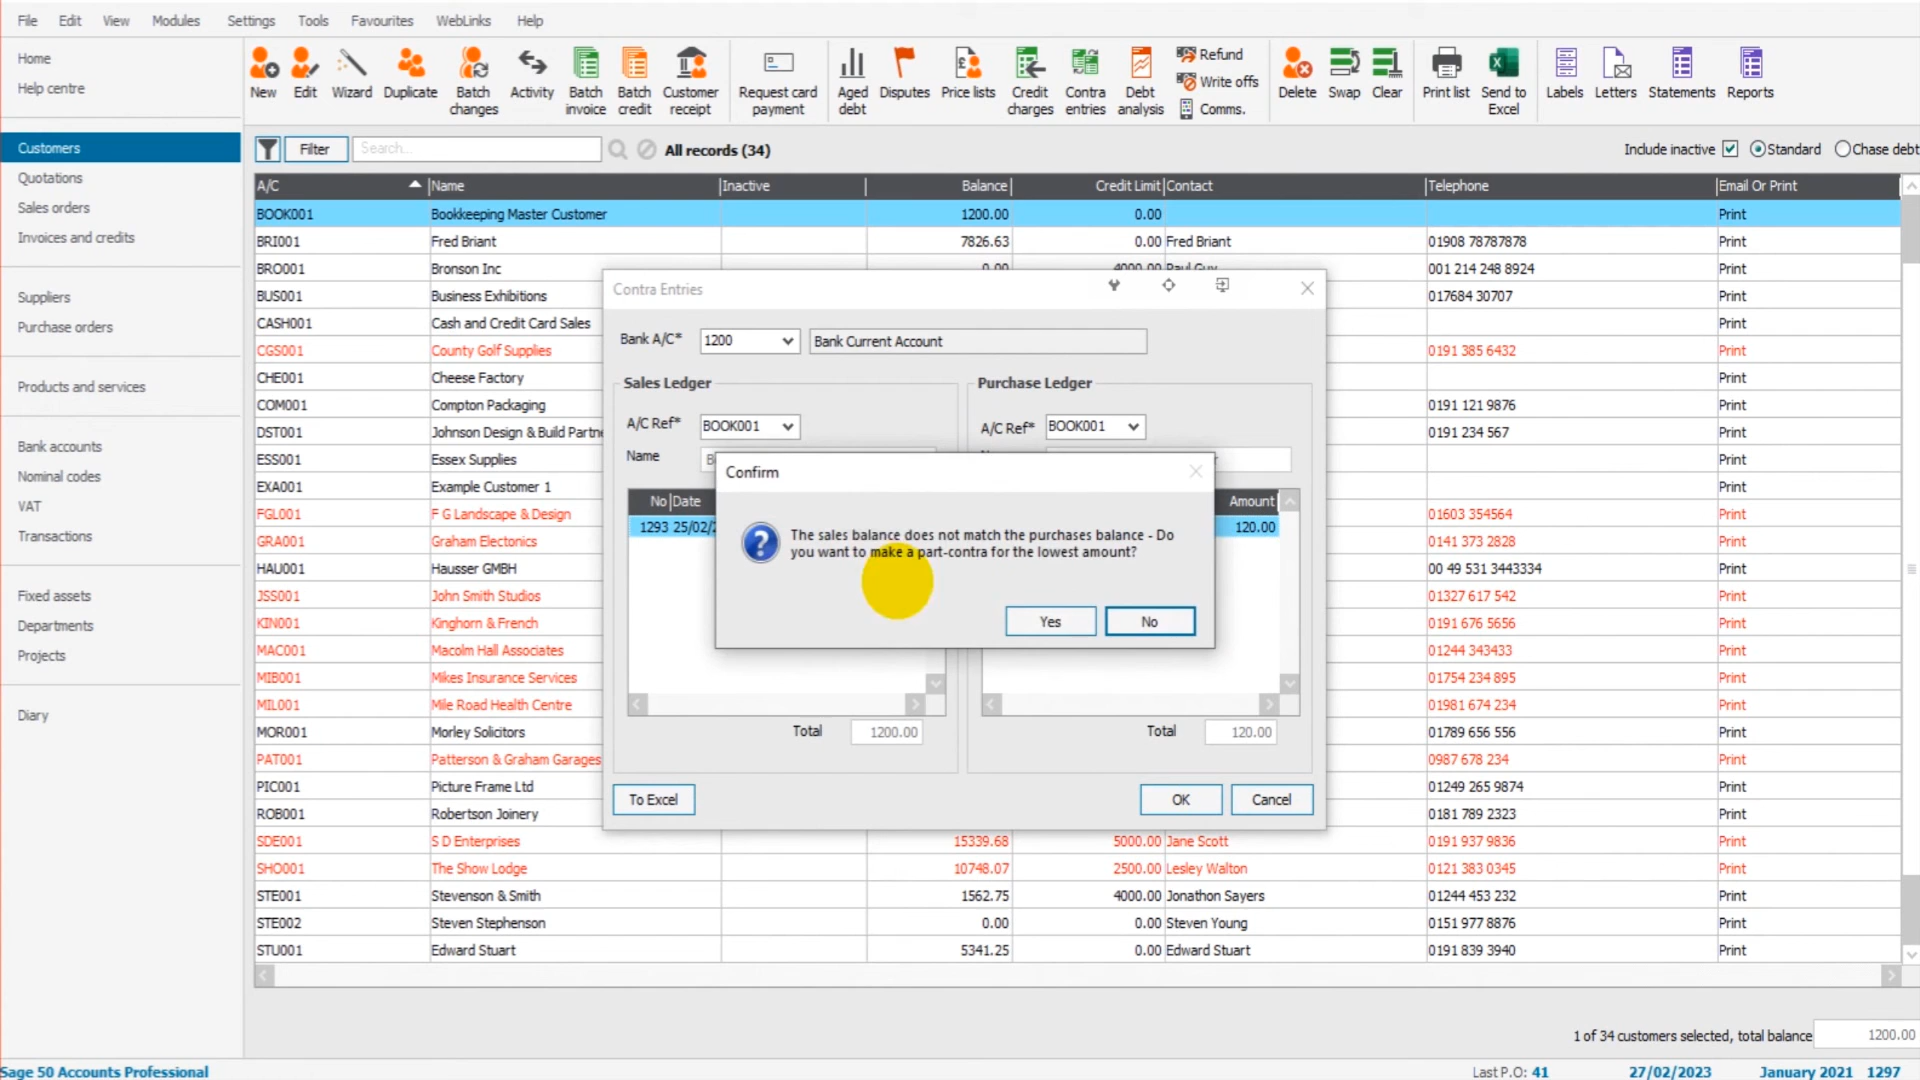 File Edit View Modules Settings Tools Favourites WebLinks Help
Home
Help centre
Customers
Quotations
Sales orders
Invoices and credits
Suppliers
Purchase orders
Products and services
Bank accounts
Nominal codes
VAT
Transactions
Fixed assets
Departments
Projects
Diary
New Edit Wizard Duplicate Batch changes Activity Batch invoice Batch credit Customer receipt Request card payment Aged debt Disputes Price lists Credit charges Contra entries Debt analysis Refund Write offs Comms. Delete Swap Clear Print list Send to Excel Labels Letters Statements Reports
Filter Search... All records (34) Include inactive Standard Chase debt
A/C Name Inactive Balance Credit Limit Contact Telephone Email Or Print
BOOK001 Bookkeeping Master Customer 1200.00 0.00 Print
BRI001 Fred Briant 7826.63 0.00 Fred Briant 01908 78787878 Print
BRO001 Bronson Inc 0.00 4000.00 Paul Guy 001 214 248 8924 Print
BUS001 Business Exhibitions 017684 30707 Print
CASH001 Cash and Credit Card Sales Print
CGS001 County Golf Supplies 0191 385 6432 Print
CHE001 Cheese Factory Print
COM001 Compton Packaging 0191 121 9876 Print
DST001 Johnson Design & Build Partne 0191 234 567 Print
ESS001 Essex Supplies Print
EXA001 Example Customer 1 Print
FGL001 F G Landscape & Design 01603 354564 Print
GRA001 Graham Electonics 0141 373 2828 Print
HAU001 Hausser GMBH 00 49 531 3443334 Print
JSS001 John Smith Studios 01327 617 542 Print
KIN001 Kinghorn & French 0191 676 5656 Print
MAC001 Macolm Hall Associates 01244 343433 Print
MIB001 Mikes Insurance Services 01754 234 895 Print
MIL001 Mile Road Health Centre 01981 674 234 Print
MOR001 Morley Solicitors 01789 656 556 Print
PAT001 Patterson & Graham Garages 0987 678 234 Print
PIC001 Picture Frame Ltd 01249 265 9874 Print
ROB001 Robertson Joinery 0181 789 2323 Print
SDE001 S D Enterprises 15339.68 5000.00 Jane Scott 0191 937 9836 Print
SHO001 The Show Lodge 10748.07 2500.00 Lesley Walton 0121 383 0345 Print
STE001 Stevenson & Smith 1562.75 4000.00 Jonathon Sayers 01244 453 232 Print
STE002 Steven Stephenson 0.00 0.00 Steven Young 0151 977 8876 Print
STU001 Edward Stuart 5341.25 0.00 Edward Stuart 0191 839 3940 Print
Contra Entries
Bank A/C* 1200 Bank Current Account
Sales Ledger Purchase Ledger
A/C Ref* BOOK001 A/C Ref* BOOK001
Name
No Date Amount
1293 25/02/ 120.00
Confirm
The sales balance does not match the purchases balance - Do
you want to make a part-contra for the lowest amount?
Yes No
Total 1200.00 Total 120.00
To Excel OK Cancel
1 of 34 customers selected, total balance 1200.00
Sage 50 Accounts Professional Last P.O: 41 27/02/2023 January 2021 1297